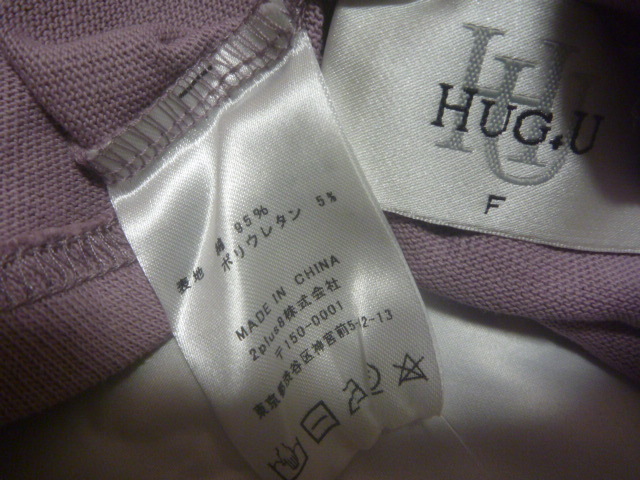 HUG.U
F
表地 綿 95%
ポリウレタン 5%
MADE IN CHINA
2plus8株式会社
〒150-0001
東京都渋谷区神宮前5-2-13